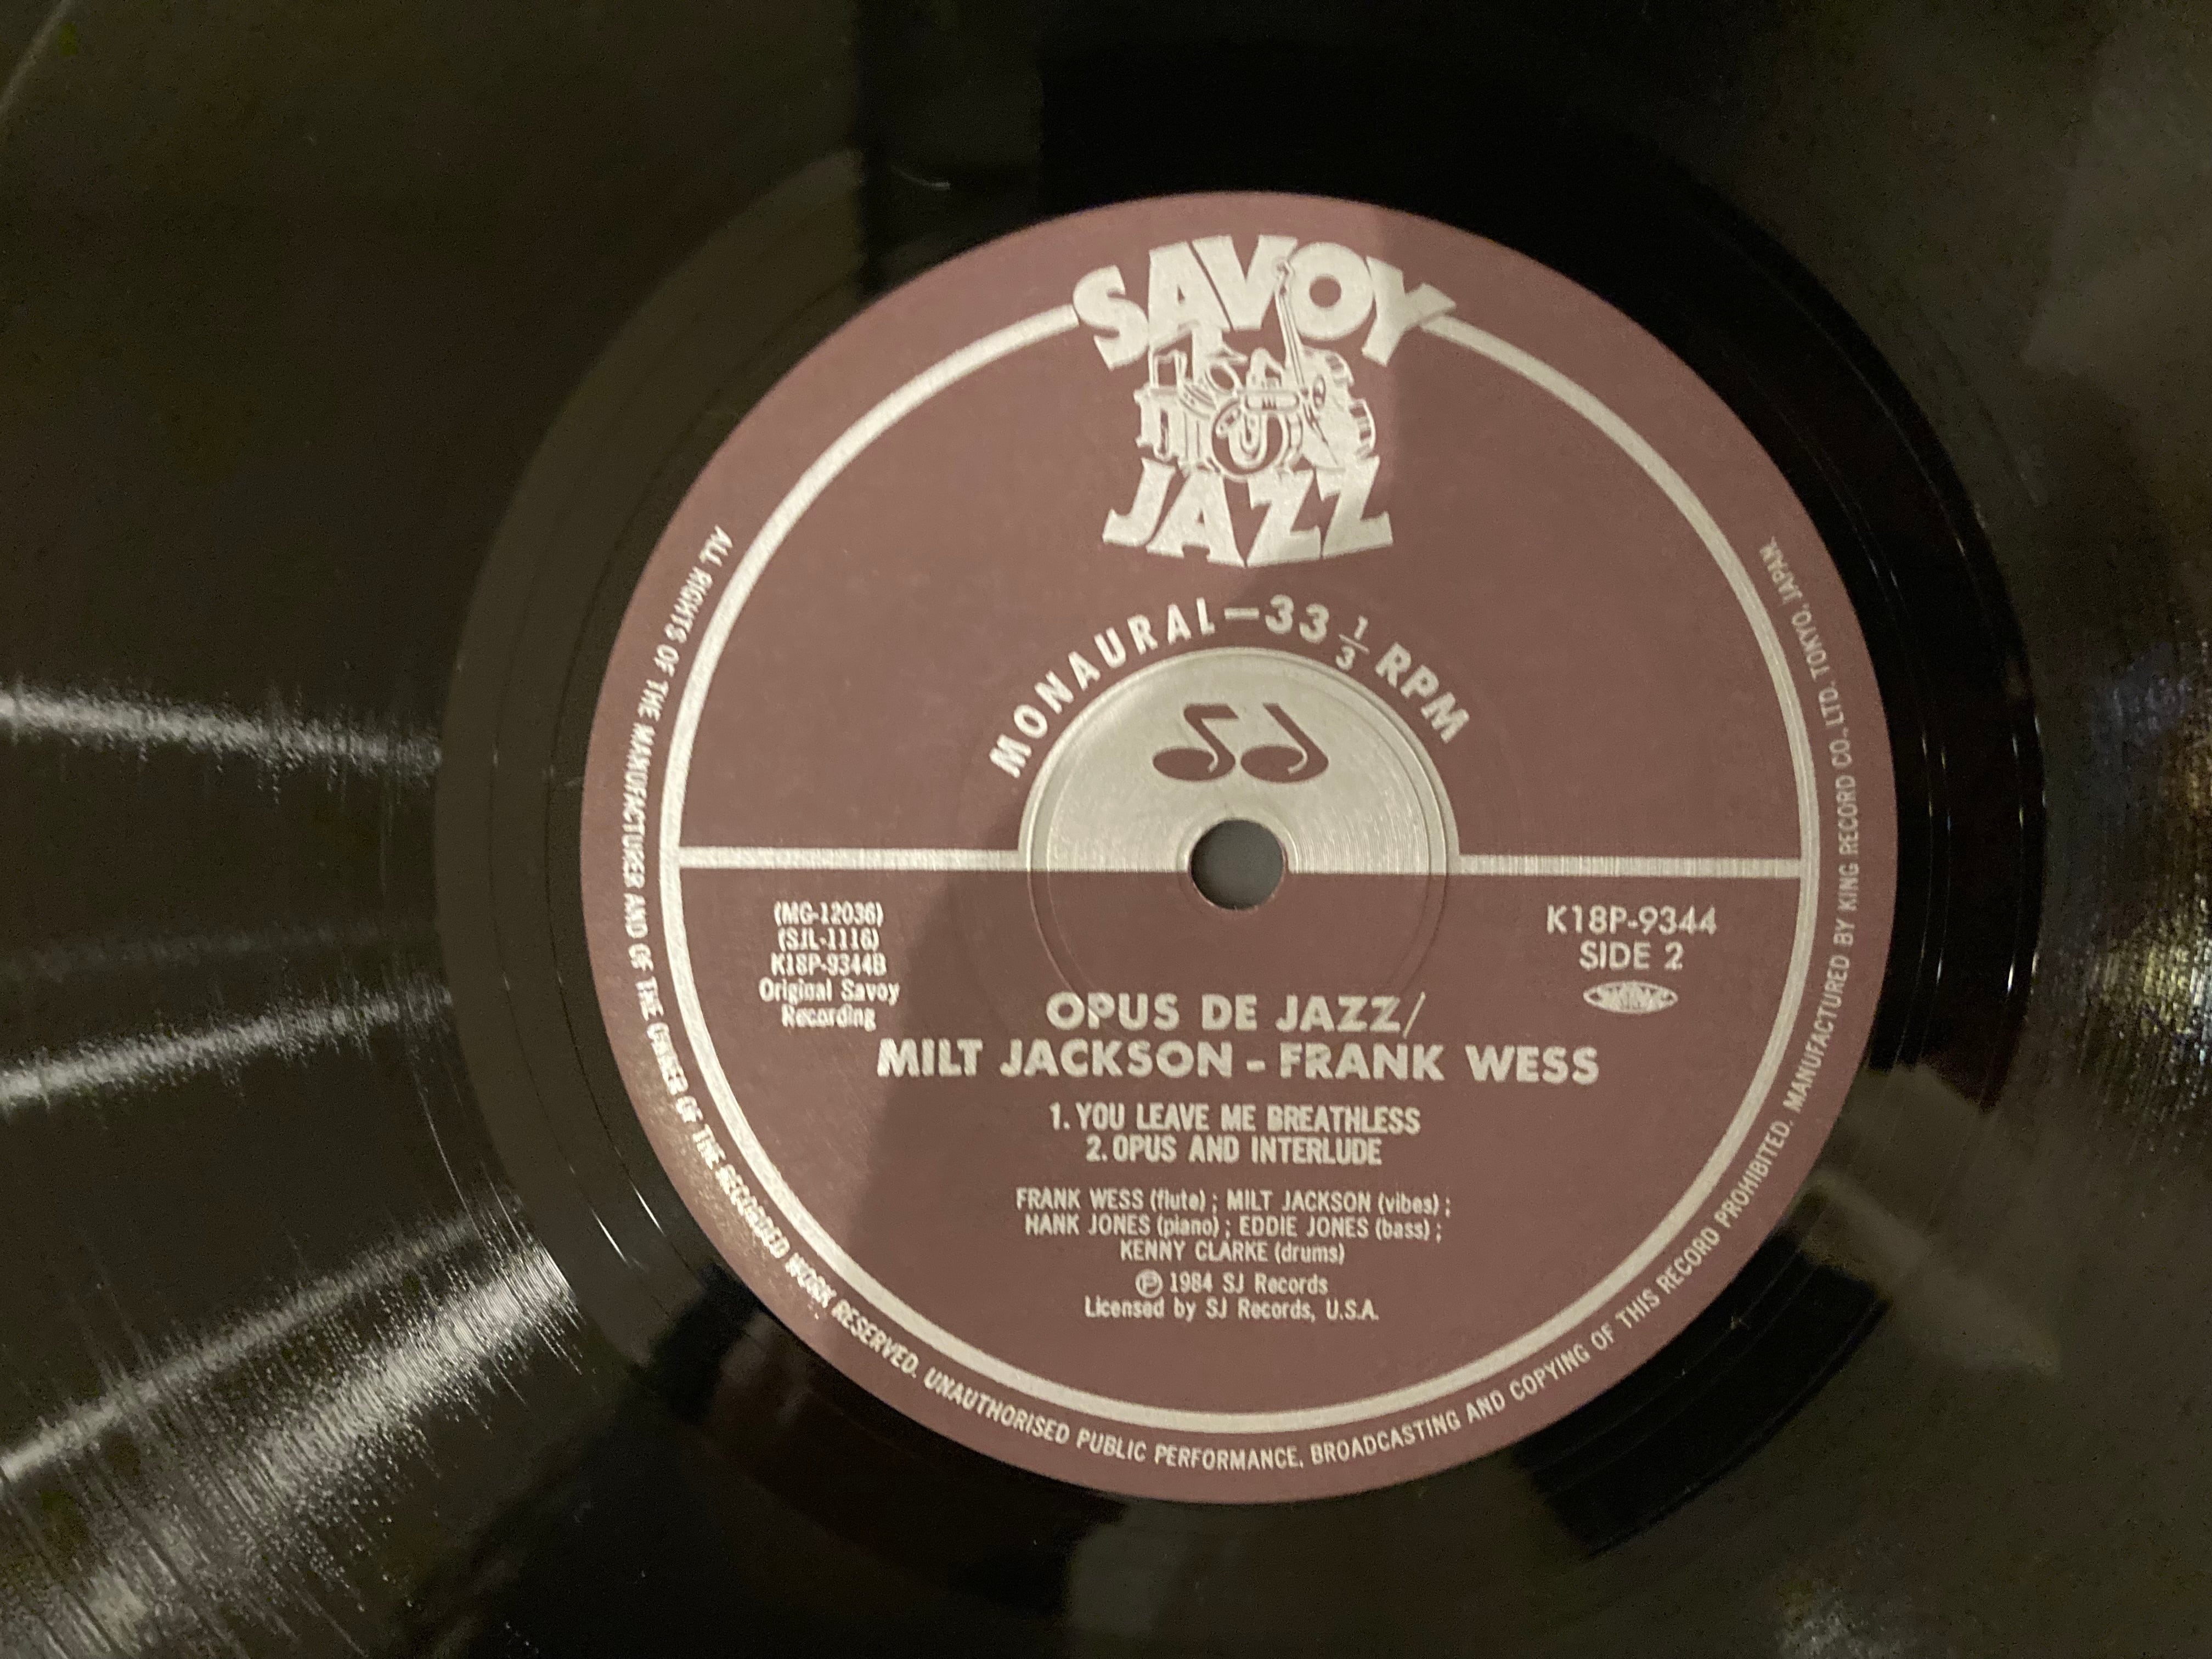 SAVOY
JAZZ
MONAURAL—33 1/3 RPM
SJ
(MG-12036)
(SJL-1116)
K18P-9344B
Original Savoy
Recording
K18P-9344
SIDE 2
OPUS DE JAZZ/
MILT JACKSON - FRANK WESS
1. YOU LEAVE ME BREATHLESS
2. OPUS AND INTERLUDE
FRANK WESS (flute) ; MILT JACKSON (vibes) ;
HANK JONES (piano) ; EDDIE JONES (bass) ;
KENNY CLARKE (drums)
Ⓟ 1984 SJ Records
Licensed by SJ Records, U.S.A.
ALL RIGHTS OF THE MANUFACTURER AND OF THE OWNER OF THE RECORDED WORK RESERVED. UNAUTHORISED PUBLIC PERFORMANCE, BROADCASTING AND COPYING OF THIS RECORD PROHIBITED. MANUFACTURED BY KING RECORD CO., LTD. TOKYO, JAPAN.